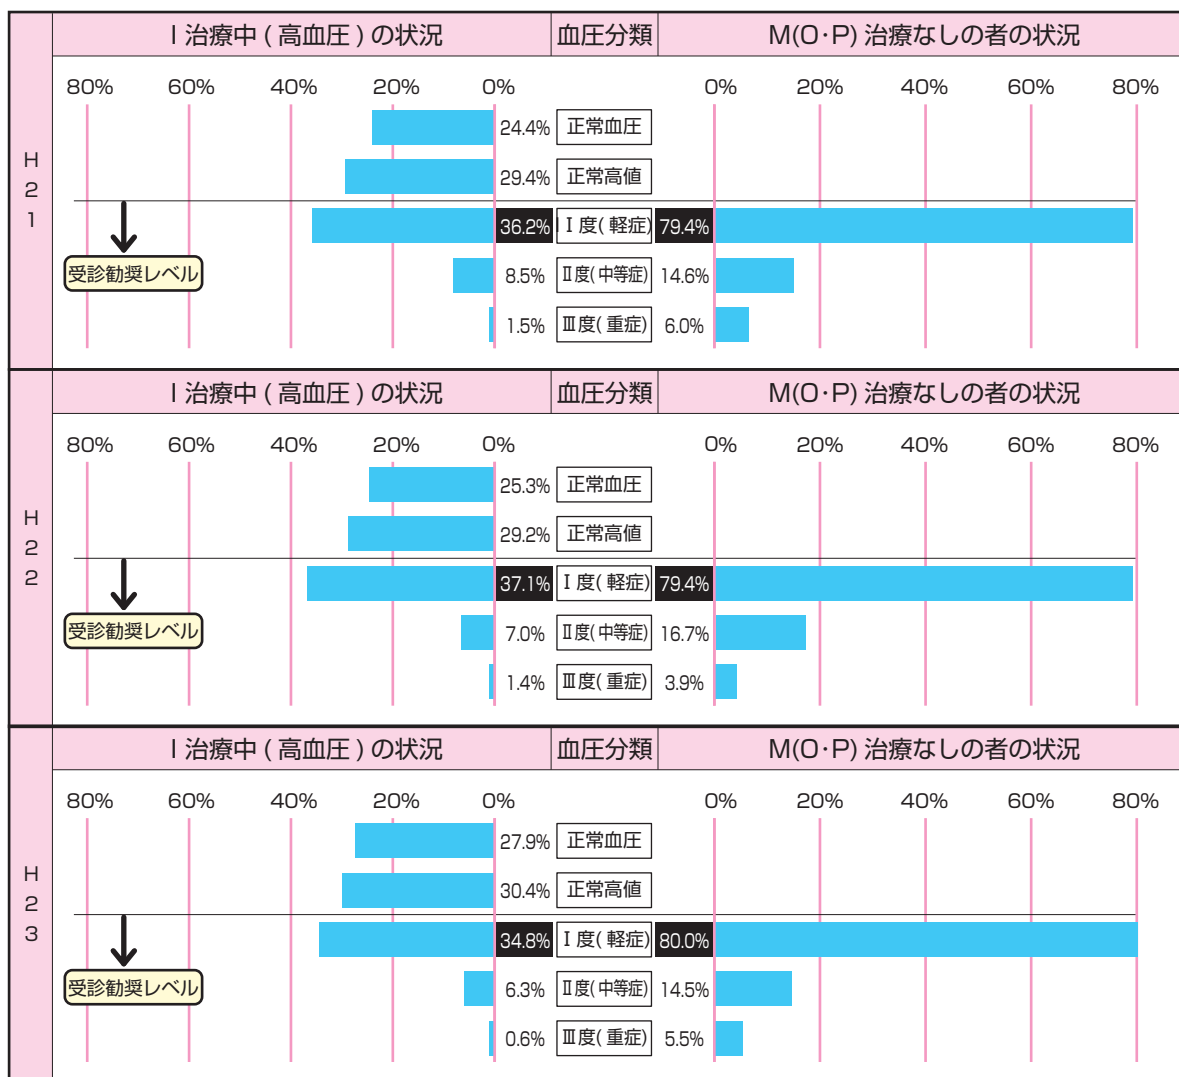 I 治療中 ( 高血圧 ) の状況 血圧分類 M(O・P) 治療なしの者の状況
H21
80% 60% 40% 20% 0% 0% 20% 40% 60% 80%
24.4% 正常血圧
29.4% 正常高値
36.2% I I 度( 軽症) 79.4%
受診勧奨レベル
8.5% Ⅱ度(中等症) 14.6%
1.5% Ⅲ度( 重症) 6.0%
I 治療中 ( 高血圧 ) の状況 血圧分類 M(O・P) 治療なしの者の状況
H22
80% 60% 40% 20% 0% 0% 20% 40% 60% 80%
25.3% 正常血圧
29.2% 正常高値
37.1% I 度( 軽症) 79.4%
受診勧奨レベル
7.0% Ⅱ度(中等症) 16.7%
1.4% Ⅲ度( 重症) 3.9%
I 治療中 ( 高血圧 ) の状況 血圧分類 M(O・P) 治療なしの者の状況
H23
80% 60% 40% 20% 0% 0% 20% 40% 60% 80%
27.9% 正常血圧
30.4% 正常高値
34.8% I 度( 軽症) 80.0%
受診勧奨レベル
6.3% Ⅱ度(中等症) 14.5%
0.6% Ⅲ度( 重症) 5.5%